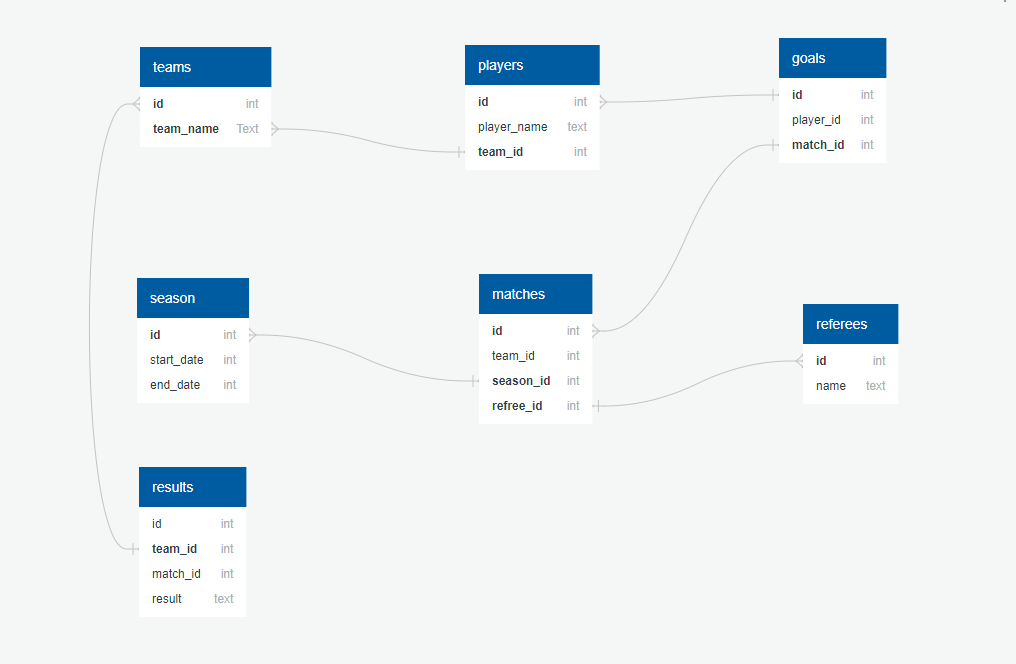 teams
id int
team_name Text
players
id int
player_name text
team_id int
goals
id int
player_id int
match_id int
season
id int
start_date int
end_date int
matches
id int
team_id int
season_id int
refree_id int
referees
id int
name text
results
id int
team_id int
match_id int
result text